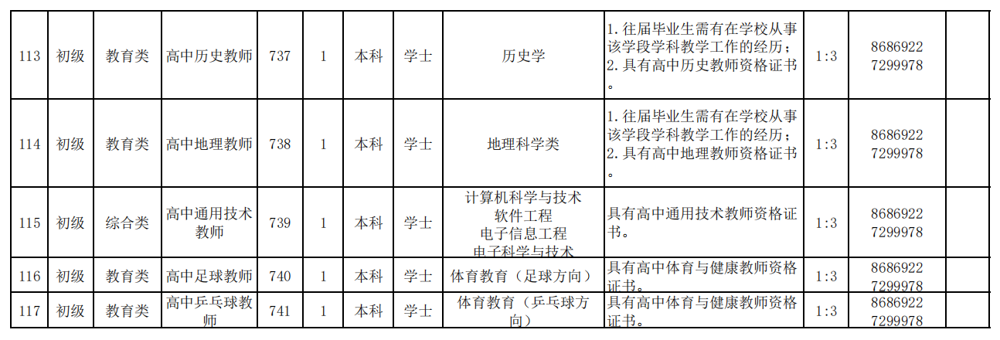 113 初级 教育类 高中历史教师 737 1 本科 学士 历史学 1.往届毕业生需有在学校从事
该学段学科教学工作的经历；
2.具有高中历史教师资格证书
。 1:3 8686922
7299978
114 初级 教育类 高中地理教师 738 1 本科 学士 地理科学类 1.往届毕业生需有在学校从事
该学段学科教学工作的经历；
2.具有高中地理教师资格证书
。 1:3 8686922
7299978
115 初级 综合类 高中通用技术
教师 739 1 本科 学士 计算机科学与技术
软件工程
电子信息工程
电子科学与技术 具有高中通用技术教师资格证
书。 1:3 8686922
7299978
116 初级 教育类 高中足球教师 740 1 本科 学士 体育教育（足球方向） 具有高中体育与健康教师资格
证书。 1:3 8686922
7299978
117 初级 教育类 高中乒乓球教
师 741 1 本科 学士 体育教育（乒乓球方
向） 具有高中体育与健康教师资格
证书。 1:3 8686922
7299978